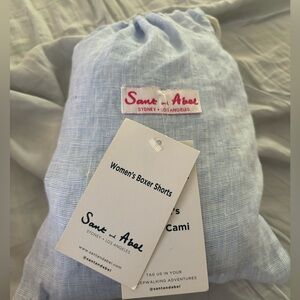 Sant and Abel
SYDNEY • LOS ANGELES
Women's Boxer Shorts
Sant and Abel
SYDNEY • LOS ANGELES
www.santandabel.com
@santandabel
's
Cami
TAG US IN YOUR
EPWALKING ADVENTURES
@santandabel